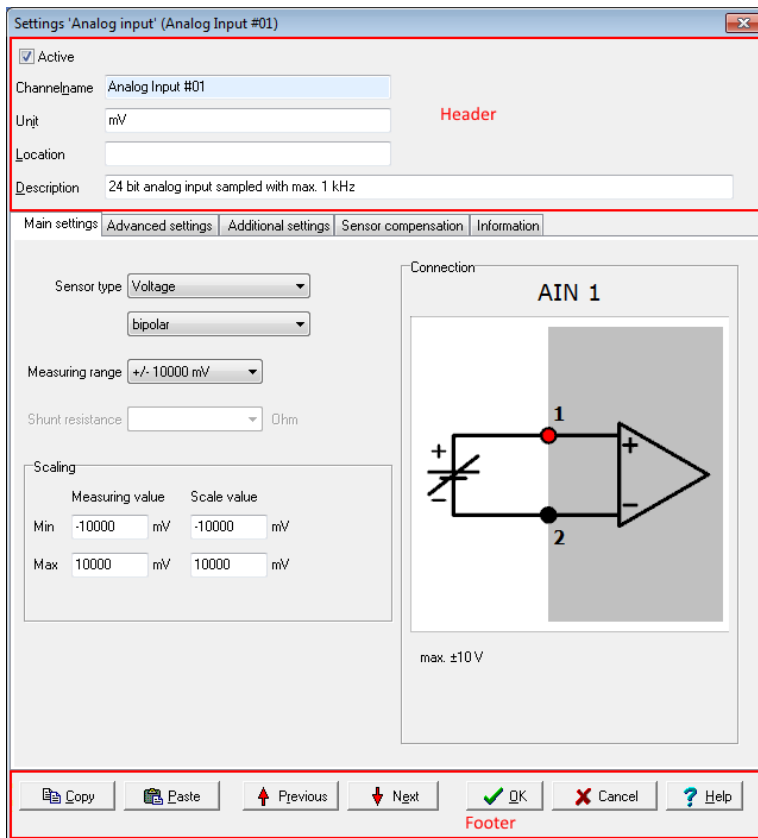 Settings 'Analog input' (Analog Input #01)
Active
Channelname Analog Input #01
Unit mV
Header
Location
Description 24 bit analog input sampled with max. 1 kHz
Main settings Advanced settings Additional settings Sensor compensation Information
Sensor type Voltage
bipolar
Measuring range +/- 10000 mV
Shunt resistance Ohm
Scaling
Measuring value Scale value
Min -10000 mV -10000 mV
Max 10000 mV 10000 mV
Connection
AIN 1
1
+ +
− −
2
max. ±10 V
Copy Paste Previous Next OK Cancel Help
Footer